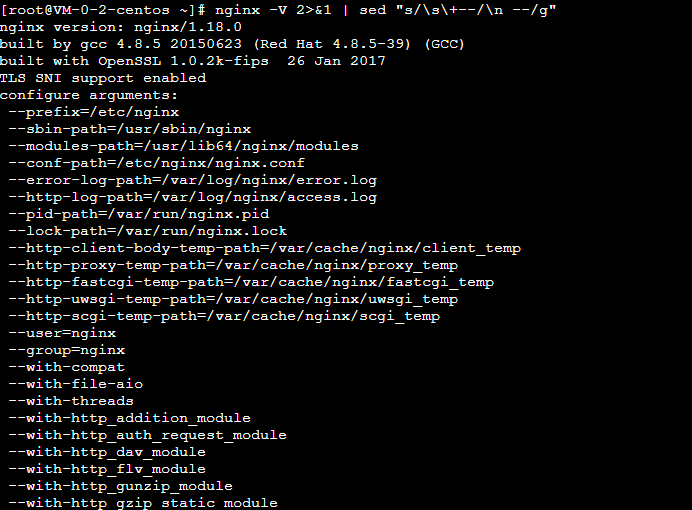 [root@VM-0-2-centos ~]# nginx -V 2>&1 | sed "s/\s\+--/\n --/g"
nginx version: nginx/1.18.0
built by gcc 4.8.5 20150623 (Red Hat 4.8.5-39) (GCC)
built with OpenSSL 1.0.2k-fips  26 Jan 2017
TLS SNI support enabled
configure arguments:
 --prefix=/etc/nginx
 --sbin-path=/usr/sbin/nginx
 --modules-path=/usr/lib64/nginx/modules
 --conf-path=/etc/nginx/nginx.conf
 --error-log-path=/var/log/nginx/error.log
 --http-log-path=/var/log/nginx/access.log
 --pid-path=/var/run/nginx.pid
 --lock-path=/var/run/nginx.lock
 --http-client-body-temp-path=/var/cache/nginx/client_temp
 --http-proxy-temp-path=/var/cache/nginx/proxy_temp
 --http-fastcgi-temp-path=/var/cache/nginx/fastcgi_temp
 --http-uwsgi-temp-path=/var/cache/nginx/uwsgi_temp
 --http-scgi-temp-path=/var/cache/nginx/scgi_temp
 --user=nginx
 --group=nginx
 --with-compat
 --with-file-aio
 --with-threads
 --with-http_addition_module
 --with-http_auth_request_module
 --with-http_dav_module
 --with-http_flv_module
 --with-http_gunzip_module
 --with-http_gzip_static_module